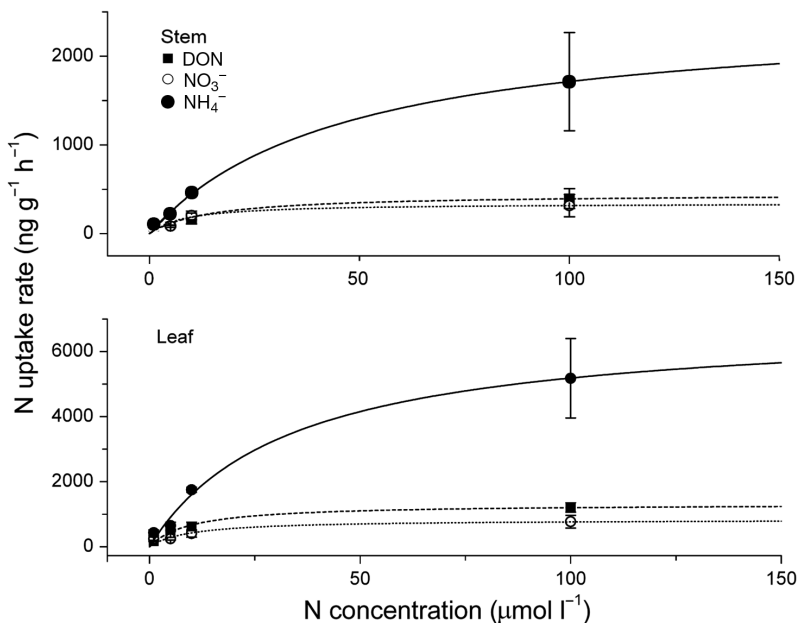 Stem
DON
NO₃⁻
NH₄⁻
2000
1000
0
0 50 100 150
N uptake rate (ng g⁻¹ h⁻¹)
Leaf
6000
4000
2000
0
0 50 100 150
N concentration (µmol l⁻¹)